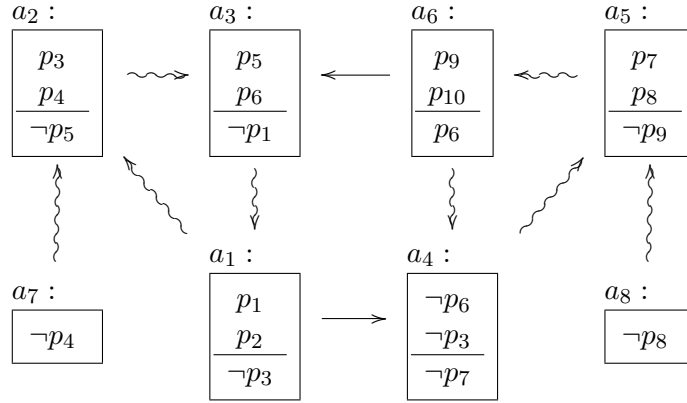 a₂ :
p₃
p₄
¬p₅
a₃ :
p₅
p₆
¬p₁
a₆ :
p₉
p₁₀
p₆
a₅ :
p₇
p₈
¬p₉
a₇ :
¬p₄
a₁ :
p₁
p₂
¬p₃
a₄ :
¬p₆
¬p₃
¬p₇
a₈ :
¬p₈